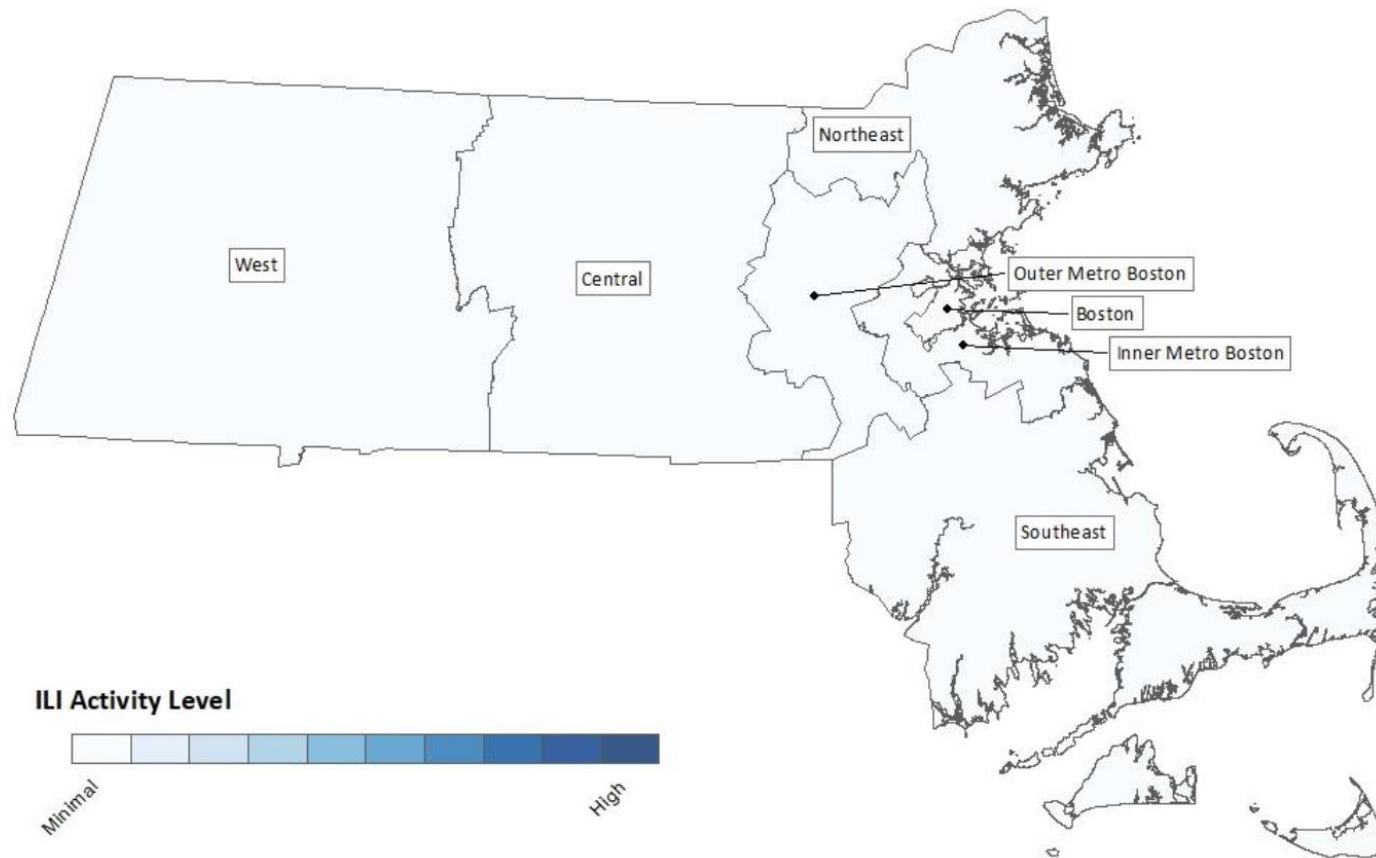 Northeast
West
Central
Outer Metro Boston
Boston
Inner Metro Boston
Southeast
ILI Activity Level
Minimal
High